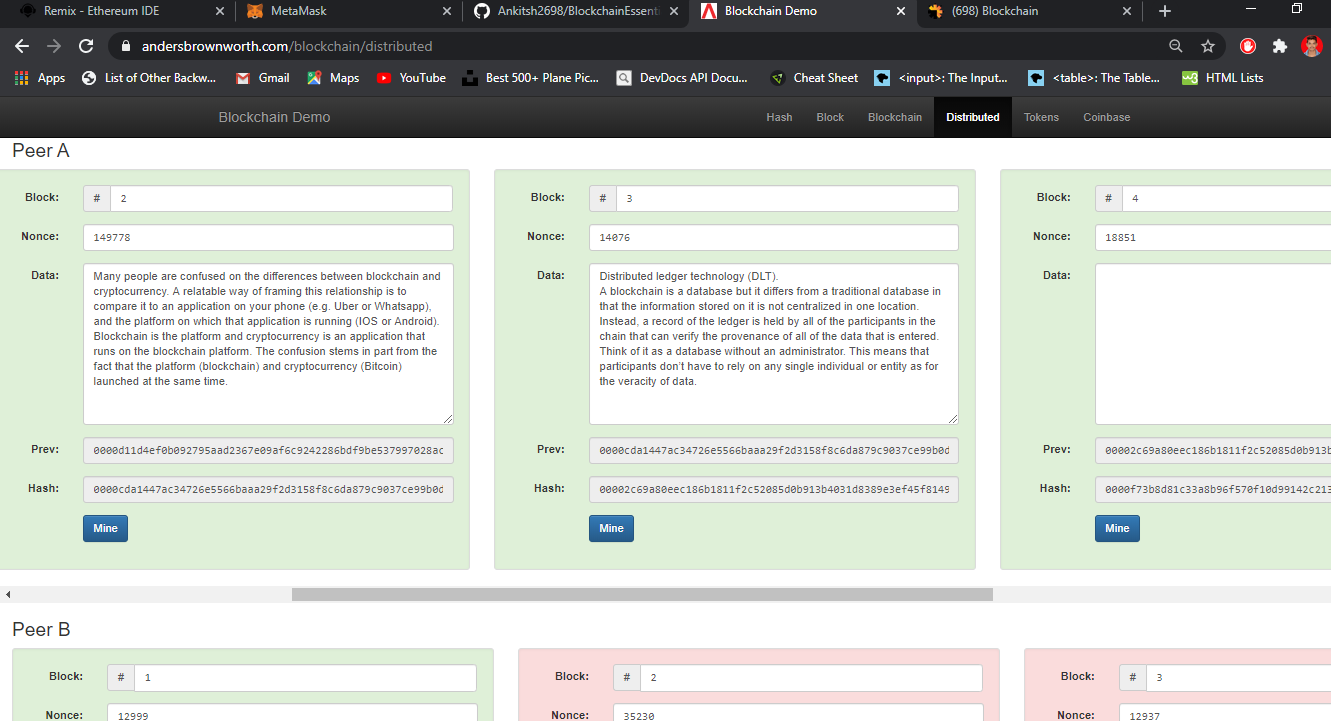 Remix - Ethereum IDE
MetaMask
Ankitsh2698/BlockchainEssent
Blockchain Demo
(698) Blockchain
andersbrownworth.com/blockchain/distributed
Apps
List of Other Backw...
Gmail
Maps
YouTube
Best 500+ Plane Pic...
DevDocs API Docu...
Cheat Sheet
<input>: The Input...
<table>: The Table...
HTML Lists
Blockchain Demo
Hash
Block
Blockchain
Distributed
Tokens
Coinbase
Peer A
Block:
# 2
Nonce:
149778
Data:
Many people are confused on the differences between blockchain and
cryptocurrency. A relatable way of framing this relationship is to
compare it to an application on your phone (e.g. Uber or Whatsapp),
and the platform on which that application is running (IOS or Android).
Blockchain is the platform and cryptocurrency is an application that
runs on the blockchain platform. The confusion stems in part from the
fact that the platform (blockchain) and cryptocurrency (Bitcoin)
launched at the same time.
Prev:
0000d11d4ef0b092795aad2367e09af6c9242286bdf9be537997028ac
Hash:
0000cda1447ac34726e5566baaa29f2d3158f8c6da879c9037ce99b0d
Mine
Block:
# 3
Nonce:
14076
Data:
Distributed ledger technology (DLT).
A blockchain is a database but it differs from a traditional database in
that the information stored on it is not centralized in one location.
Instead, a record of the ledger is held by all of the participants in the
chain that can verify the provenance of all of the data that is entered.
Think of it as a database without an administrator. This means that
participants don't have to rely on any single individual or entity as for
the veracity of data.
Prev:
0000cda1447ac34726e5566baaa29f2d3158f8c6da879c9037ce99b0d
Hash:
00002c69a80eec186b1811f2c52085d0b913b4031d8389e3ef45f8149
Mine
Block:
# 4
Nonce:
18851
Data:
Prev:
00002c69a80eec186b1811f2c52085d0b913b
Hash:
0000f73b8d81c33a8b96f570f10d99142c213
Mine
Peer B
Block:
# 1
Nonce:
12999
Block:
# 2
Nonce:
35230
Block:
# 3
Nonce:
12937